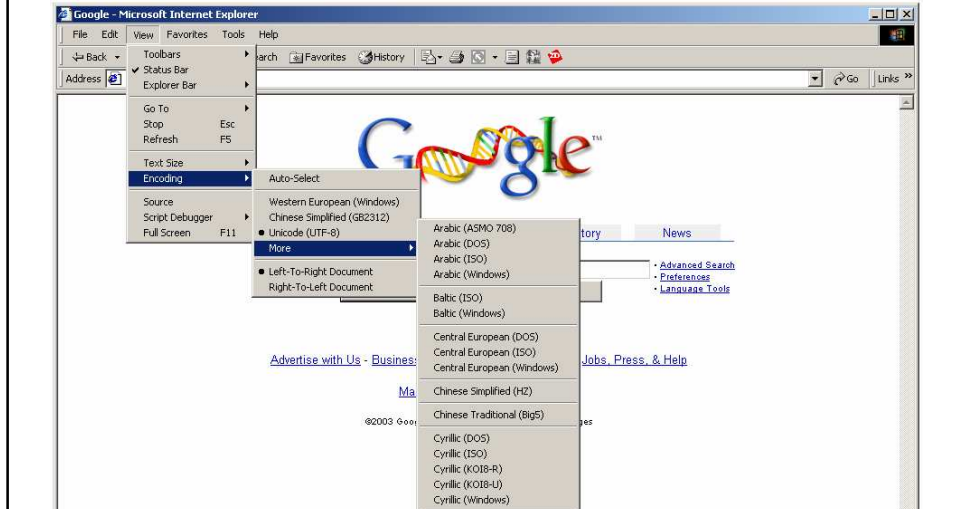 Google - Microsoft Internet Explorer
File Edit View Favorites Tools Help
Back
arch Favorites History
Address
Go Links »
Toolbars
Status Bar
Explorer Bar
Go To
Stop Esc
Refresh F5
Text Size
Encoding
Source
Script Debugger
Full Screen F11
Auto-Select
Western European (Windows)
Chinese Simplified (GB2312)
Unicode (UTF-8)
More
Left-To-Right Document
Right-To-Left Document
Arabic (ASMO 708)
Arabic (DOS)
Arabic (ISO)
Arabic (Windows)
Baltic (ISO)
Baltic (Windows)
Central European (DOS)
Central European (ISO)
Central European (Windows)
Chinese Simplified (HZ)
Chinese Traditional (Big5)
Cyrillic (DOS)
Cyrillic (ISO)
Cyrillic (KOI8-R)
Cyrillic (KOI8-U)
Cyrillic (Windows)
Google™
tory News
· Advanced Search
· Preferences
· Language Tools
Advertise with Us - Business Jobs, Press, & Help
Ma
©2003 Goo ges